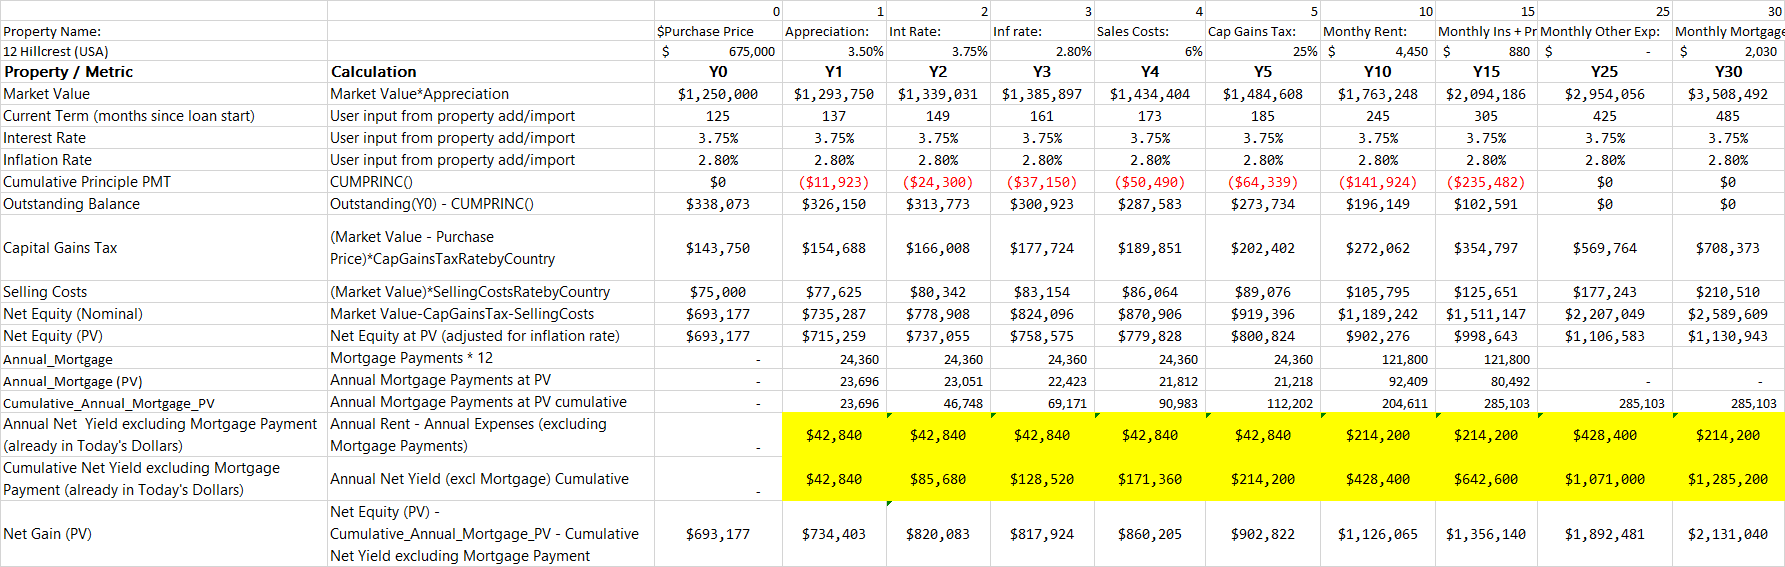 0 1 2 3 4 5 10 15 25 30
Property Name: $Purchase Price Appreciation: Int Rate: Inf rate: Sales Costs: Cap Gains Tax: Monthy Rent: Monthly Ins + Pr Monthly Other Exp: Monthly Mortgage
12 Hillcrest (USA) $ 675,000 3.50% 3.75% 2.80% 6% 25% $ 4,450 $ 880 $ - $ 2,030
Property / Metric Calculation Y0 Y1 Y2 Y3 Y4 Y5 Y10 Y15 Y25 Y30
Market Value Market Value*Appreciation $1,250,000 $1,293,750 $1,339,031 $1,385,897 $1,434,404 $1,484,608 $1,763,248 $2,094,186 $2,954,056 $3,508,492
Current Term (months since loan start) User input from property add/import 125 137 149 161 173 185 245 305 425 485
Interest Rate User input from property add/import 3.75% 3.75% 3.75% 3.75% 3.75% 3.75% 3.75% 3.75% 3.75% 3.75%
Inflation Rate User input from property add/import 2.80% 2.80% 2.80% 2.80% 2.80% 2.80% 2.80% 2.80% 2.80% 2.80%
Cumulative Principle PMT CUMPRINC() $0 ($11,923) ($24,300) ($37,150) ($50,490) ($64,339) ($141,924) ($235,482) $0 $0
Outstanding Balance Outstanding(Y0) - CUMPRINC() $338,073 $326,150 $313,773 $300,923 $287,583 $273,734 $196,149 $102,591 $0 $0
(Market Value - Purchase
Capital Gains Tax $143,750 $154,688 $166,008 $177,724 $189,851 $202,402 $272,062 $354,797 $569,764 $708,373
Price)*CapGainsTaxRatebyCountry
Selling Costs (Market Value)*SellingCostsRatebyCountry $75,000 $77,625 $80,342 $83,154 $86,064 $89,076 $105,795 $125,651 $177,243 $210,510
Net Equity (Nominal) Market Value-CapGainsTax-SellingCosts $693,177 $735,287 $778,908 $824,096 $870,906 $919,396 $1,189,242 $1,511,147 $2,207,049 $2,589,609
Net Equity (PV) Net Equity at PV (adjusted for inflation rate) $693,177 $715,259 $737,055 $758,575 $779,828 $800,824 $902,276 $998,643 $1,106,583 $1,130,943
Annual_Mortgage Mortgage Payments * 12 - 24,360 24,360 24,360 24,360 24,360 121,800 121,800
Annual_Mortgage (PV) Annual Mortgage Payments at PV - 23,696 23,051 22,423 21,812 21,218 92,409 80,492 - -
Cumulative_Annual_Mortgage_PV Annual Mortgage Payments at PV cumulative - 23,696 46,748 69,171 90,983 112,202 204,611 285,103 285,103 285,103
Annual Net Yield excluding Mortgage Payment Annual Rent - Annual Expenses (excluding
(already in Today's Dollars) Mortgage Payments) - $42,840 $42,840 $42,840 $42,840 $42,840 $214,200 $214,200 $428,400 $214,200
Cumulative Net Yield excluding Mortgage
Payment (already in Today's Dollars) Annual Net Yield (excl Mortgage) Cumulative - $42,840 $85,680 $128,520 $171,360 $214,200 $428,400 $642,600 $1,071,000 $1,285,200
Net Equity (PV) -
Net Gain (PV) Cumulative_Annual_Mortgage_PV - Cumulative $693,177 $734,403 $820,083 $817,924 $860,205 $902,822 $1,126,065 $1,356,140 $1,892,481 $2,131,040
Net Yield excluding Mortgage Payment